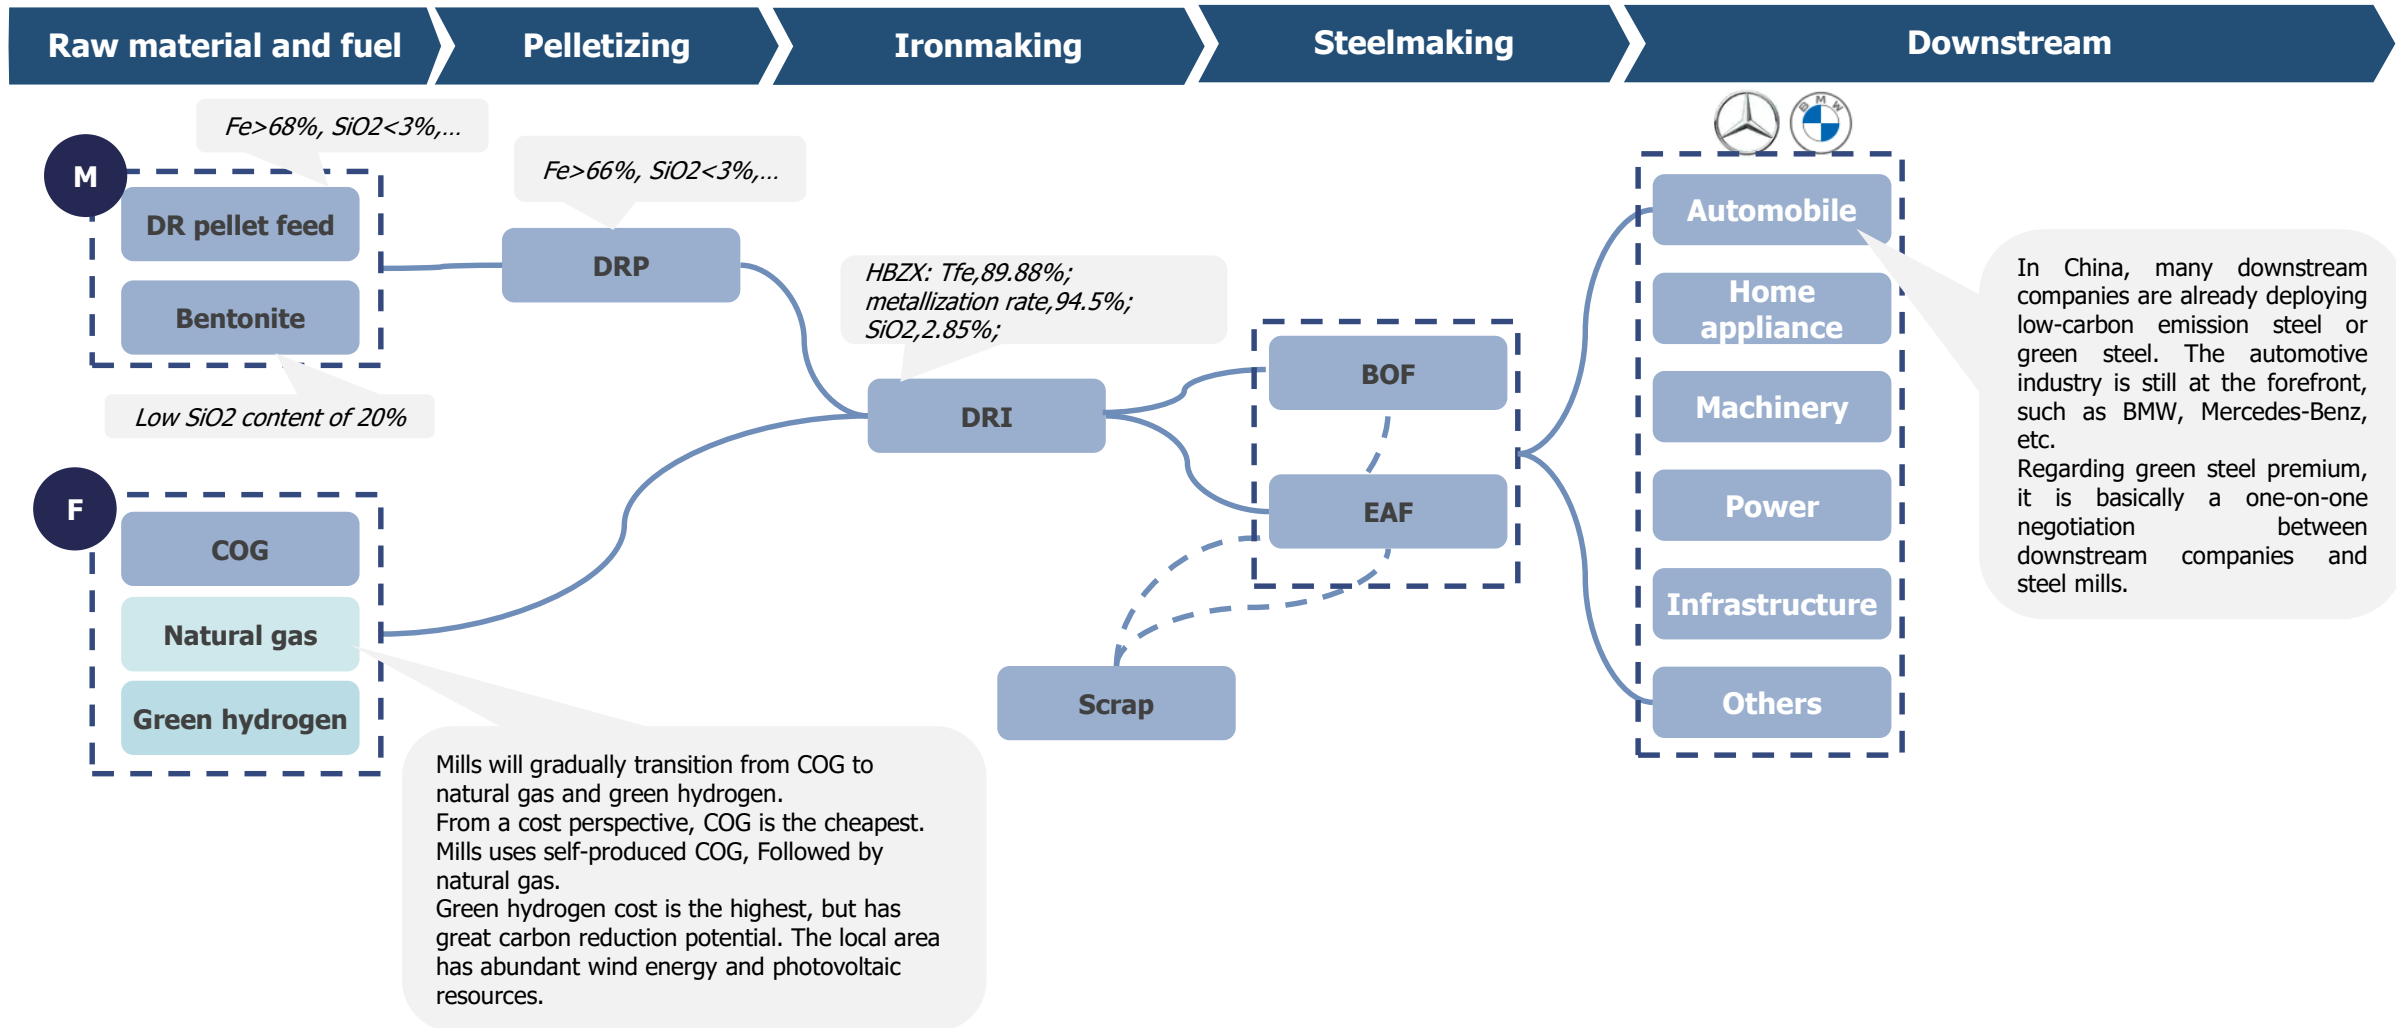 Raw material and fuel
Pelletizing
Ironmaking
Steelmaking
Downstream
Fe>68%, SiO2<3%,...
M
DR pellet feed
Bentonite
Low SiO2 content of 20%
F
COG
Natural gas
Green hydrogen
Mills will gradually transition from COG to
natural gas and green hydrogen.
From a cost perspective, COG is the cheapest.
Mills uses self-produced COG, Followed by
natural gas.
Green hydrogen cost is the highest, but has
great carbon reduction potential. The local area
has abundant wind energy and photovoltaic
resources.
Fe>66%, SiO2<3%,...
DRP
HBZX: Tfe,89.88%;
metallization rate,94.5%;
SiO2,2.85%;
DRI
Scrap
BOF
EAF
BMW
Automobile
Home
appliance
Machinery
Power
Infrastructure
Others
In China, many downstream
companies are already deploying
low-carbon emission steel or
green steel. The automotive
industry is still at the forefront,
such as BMW, Mercedes-Benz,
etc.
Regarding green steel premium,
it is basically a one-on-one
negotiation between
downstream companies and
steel mills.